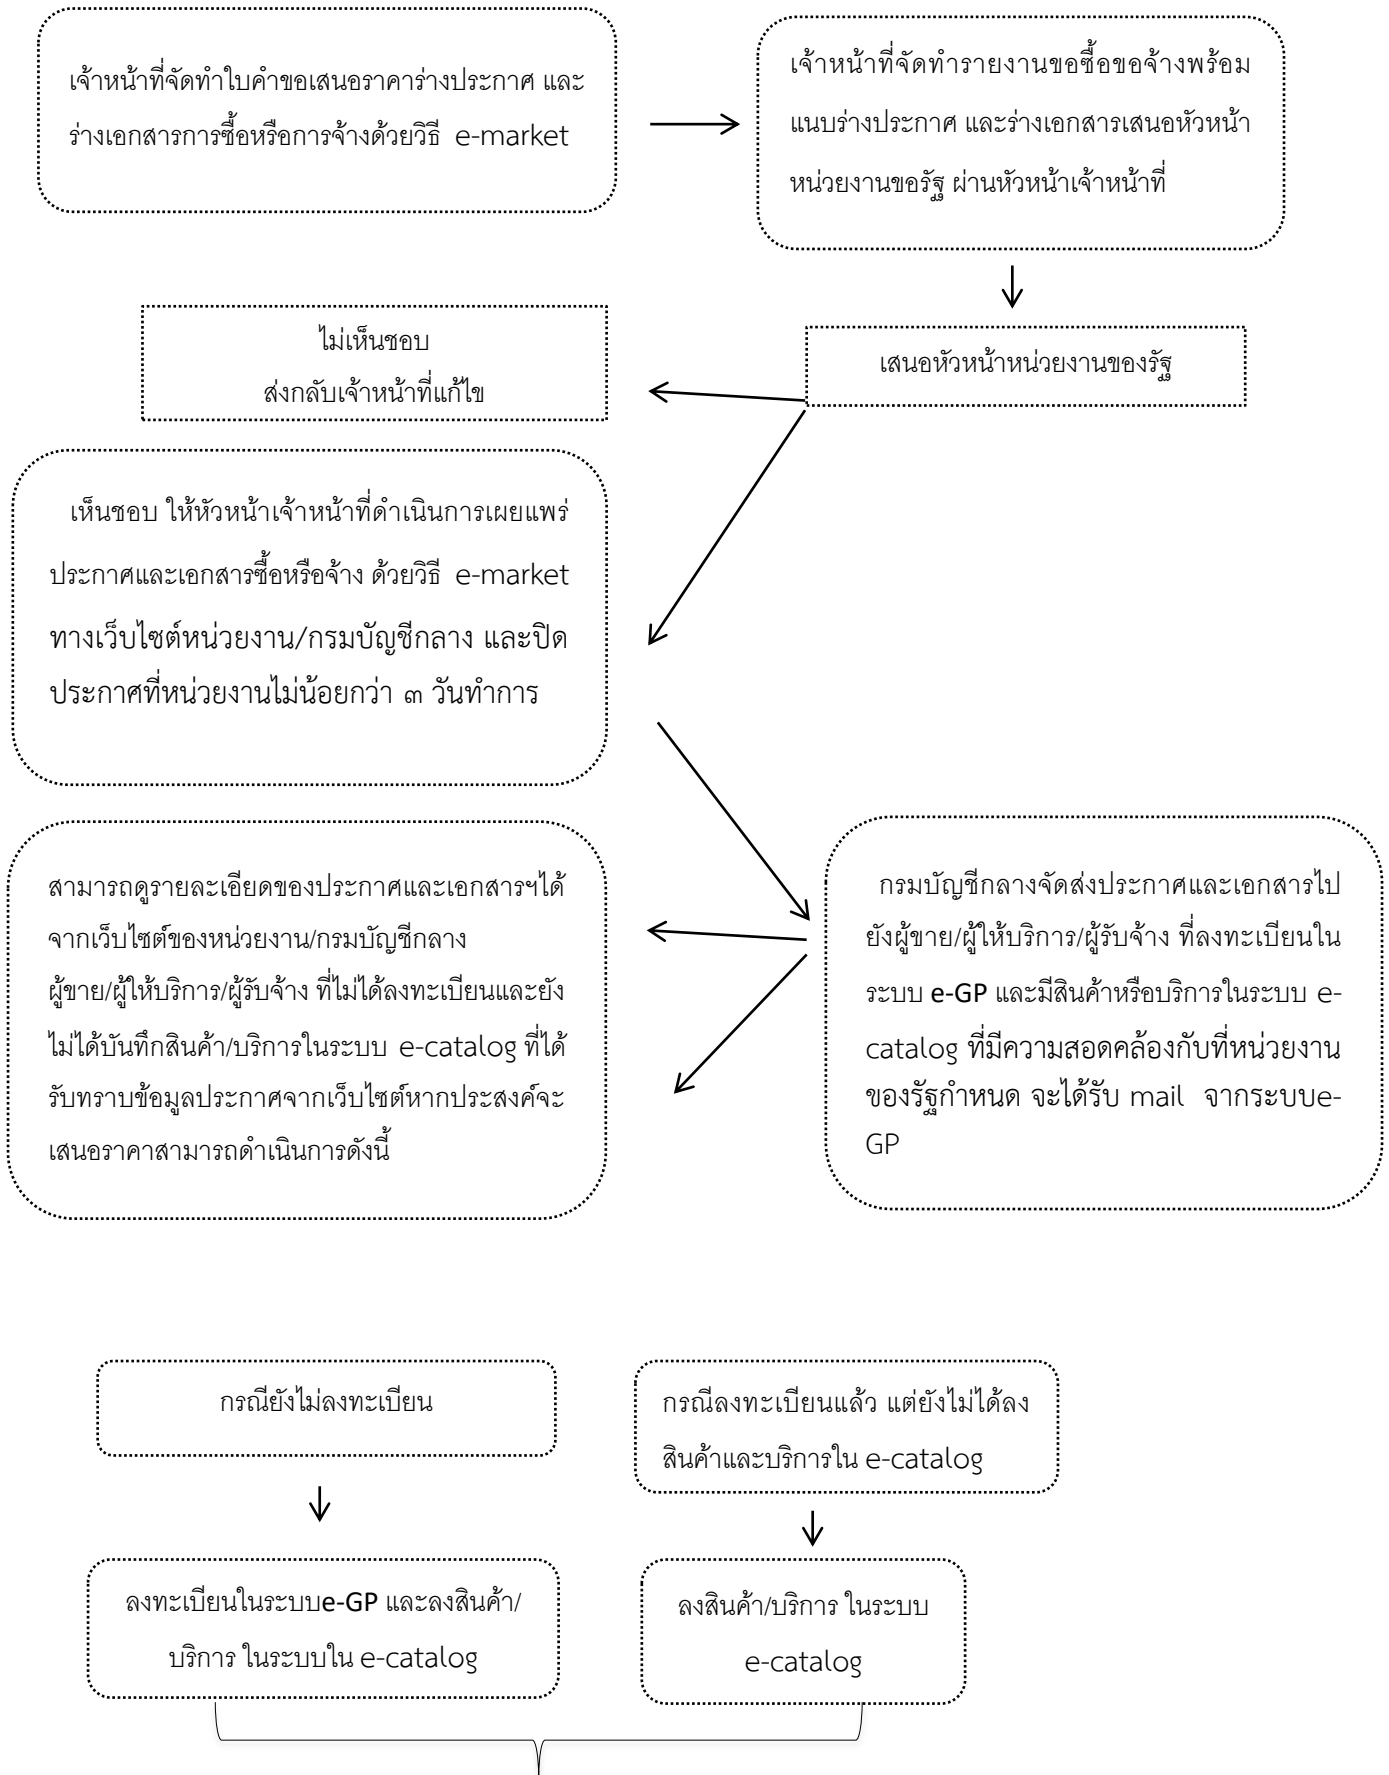 เจ้าหน้าที่จัดทำใบคำขอเสนอราคาร่างประกาศ และ
ร่างเอกสารการซื้อหรือการจ้างด้วยวิธี e-market
เจ้าหน้าที่จัดทำรายงานขอซื้อขอจ้างพร้อม
แนบร่างประกาศ และร่างเอกสารเสนอหัวหน้า
หน่วยงานขอรัฐ ผ่านหัวหน้าเจ้าหน้าที่
ไม่เห็นชอบ
ส่งกลับเจ้าหน้าที่แก้ไข
เสนอหัวหน้าหน่วยงานของรัฐ
เห็นชอบ ให้หัวหน้าเจ้าหน้าที่ดำเนินการเผยแพร่
ประกาศและเอกสารซื้อหรือจ้าง ด้วยวิธี e-market
ทางเว็บไซต์หน่วยงาน/กรมบัญชีกลาง และปิด
ประกาศที่หน่วยงานไม่น้อยกว่า ๓ วันทำการ
สามารถดูรายละเอียดของประกาศและเอกสารฯได้
จากเว็บไซต์ของหน่วยงาน/กรมบัญชีกลาง
ผู้ขาย/ผู้ให้บริการ/ผู้รับจ้าง ที่ไม่ได้ลงทะเบียนและยัง
ไม่ได้บันทึกสินค้า/บริการในระบบ e-catalog ที่ได้
รับทราบข้อมูลประกาศจากเว็บไซต์หากประสงค์จะ
เสนอราคาสามารถดำเนินการดังนี้
กรมบัญชีกลางจัดส่งประกาศและเอกสารไป
ยังผู้ขาย/ผู้ให้บริการ/ผู้รับจ้าง ที่ลงทะเบียนใน
ระบบ e-GP และมีสินค้าหรือบริการในระบบ e-
catalog ที่มีความสอดคล้องกับที่หน่วยงาน
ของรัฐกำหนด จะได้รับ mail จากระบบe-
GP
กรณียังไม่ลงทะเบียน
กรณีลงทะเบียนแล้ว แต่ยังไม่ได้ลง
สินค้าและบริการใน e-catalog
ลงทะเบียนในระบบe-GP และลงสินค้า/
บริการ ในระบบใน e-catalog
ลงสินค้า/บริการ ในระบบ
e-catalog